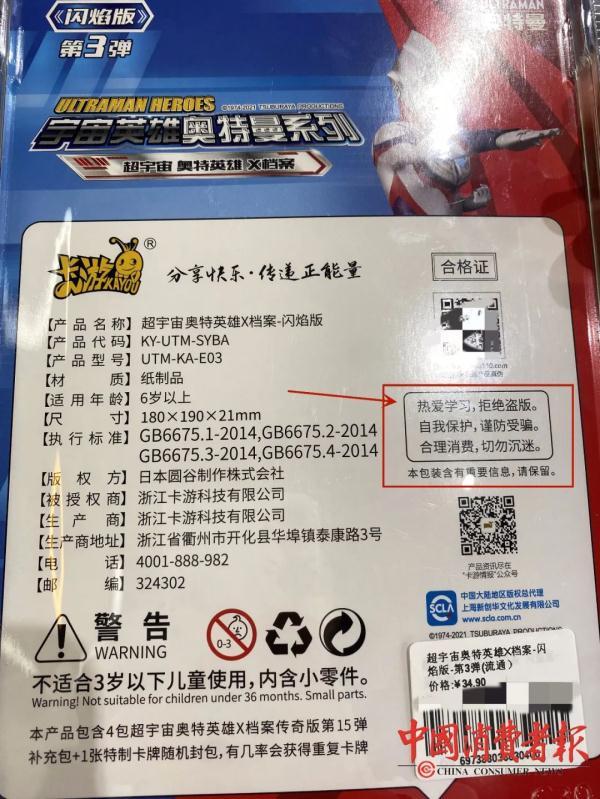 《闪焰版》
第3弹
ULTRAMAN
奥特曼
ULTRAMAN HEROES
©1974-2021 TSUBURAYA PRODUCTIONS
宇宙英雄奥特曼系列
超宇宙 奥特英雄 X档案
卡游
KAYOU
®
分享快乐·传递正能量
合格证
【产品名称】超宇宙奥特英雄X档案-闪焰版
【产品代码】KY-UTM-SYBA
【产品型号】UTM-KA-E03
【材质】纸制品
【适用年龄】6岁以上
【尺寸】180×190×21mm
【执行标准】GB6675.1-2014,GB6675.2-2014
GB6675.3-2014,GB6675.4-2014
【版权方】日本圆谷制作株式会社
【被授权商】浙江卡游科技有限公司
【生产商】浙江卡游科技有限公司
【生产商地址】浙江省衢州市开化县华埠镇泰康路3号
【电话】4001-888-982
【邮编】324302
热爱学习,拒绝盗版。
自我保护,谨防受骗。
合理消费,切勿沉迷。
本包装含有重要信息,请保留。
产品资讯尽在
“卡游情报”公众号
SCLA
中国大陆地区版权总代理
上海新创华文化发展有限公司
www.scla.com.cn
©1974-2021 TSUBURAYA
警告
WARNING
0-3
不适合3岁以下儿童使用,内含小零件。
Warning! Not suitable for children under 36 months. Small parts.
本产品包含4包超宇宙奥特英雄X档案传奇版第15弹
补充包+1张特制卡牌随机封包,有几率会获得重复卡牌
超宇宙奥特英雄X档案-闪
焰版-第3弹(流通)
价格:¥34.90
中國消費者報
CHINA CONSUMER NEWS